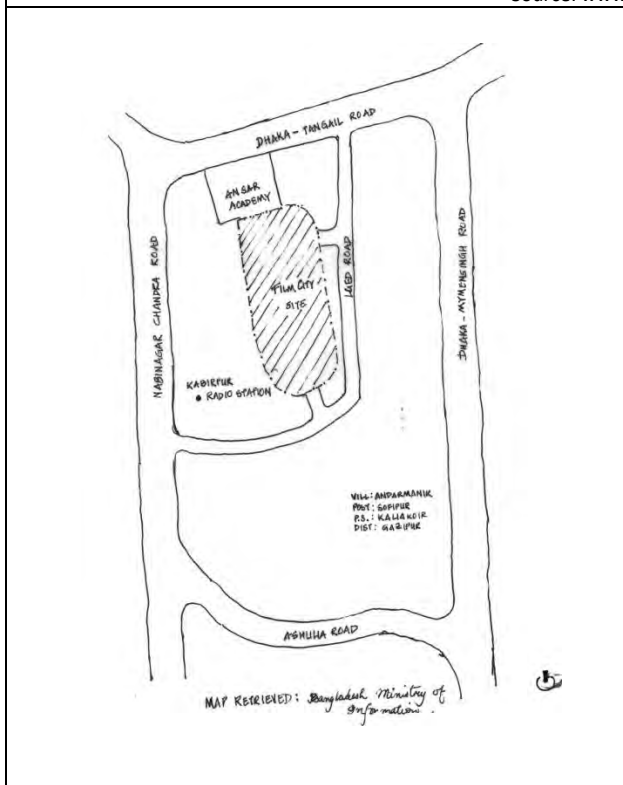 DHAKA - TANGAIL ROAD
ANSAR
ACADEMY
NABINAGAR CHANDRA ROAD
LGED ROAD
DHAKA - MYMENSINGH ROAD
FILM CITY
SITE
KABIRPUR
RADIO STATION
VILL: ANDARMANIK
POST: SOFIPUR
P.S.: KALIAKOIR
DIST: GAZIPUR
ASHULIA ROAD
MAP RETRIEVED: Bangladesh Ministry of
Information.